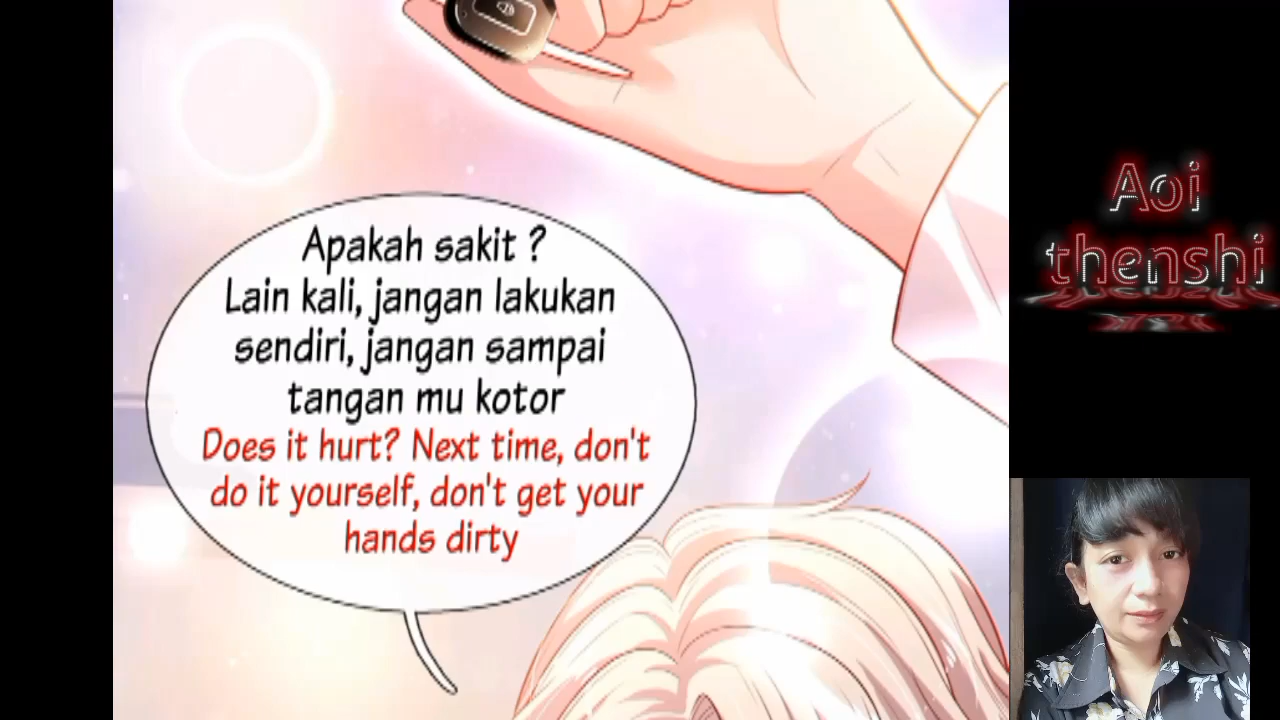 Apakah sakit ?
Lain kali, jangan lakukan
sendiri, jangan sampai
tangan mu kotor
Does it hurt? Next time, don't
do it yourself, don't get your
hands dirty
Aoi
thenshi